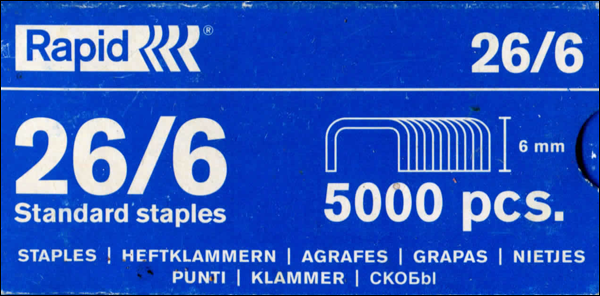 Rapid ®
26/6
26/6
Standard staples
6 mm
5000 pcs.
STAPLES | HEFTKLAMMERN | AGRAFES | GRAPAS | NIETJES
PUNTI | KLAMMER | СКОБЫ